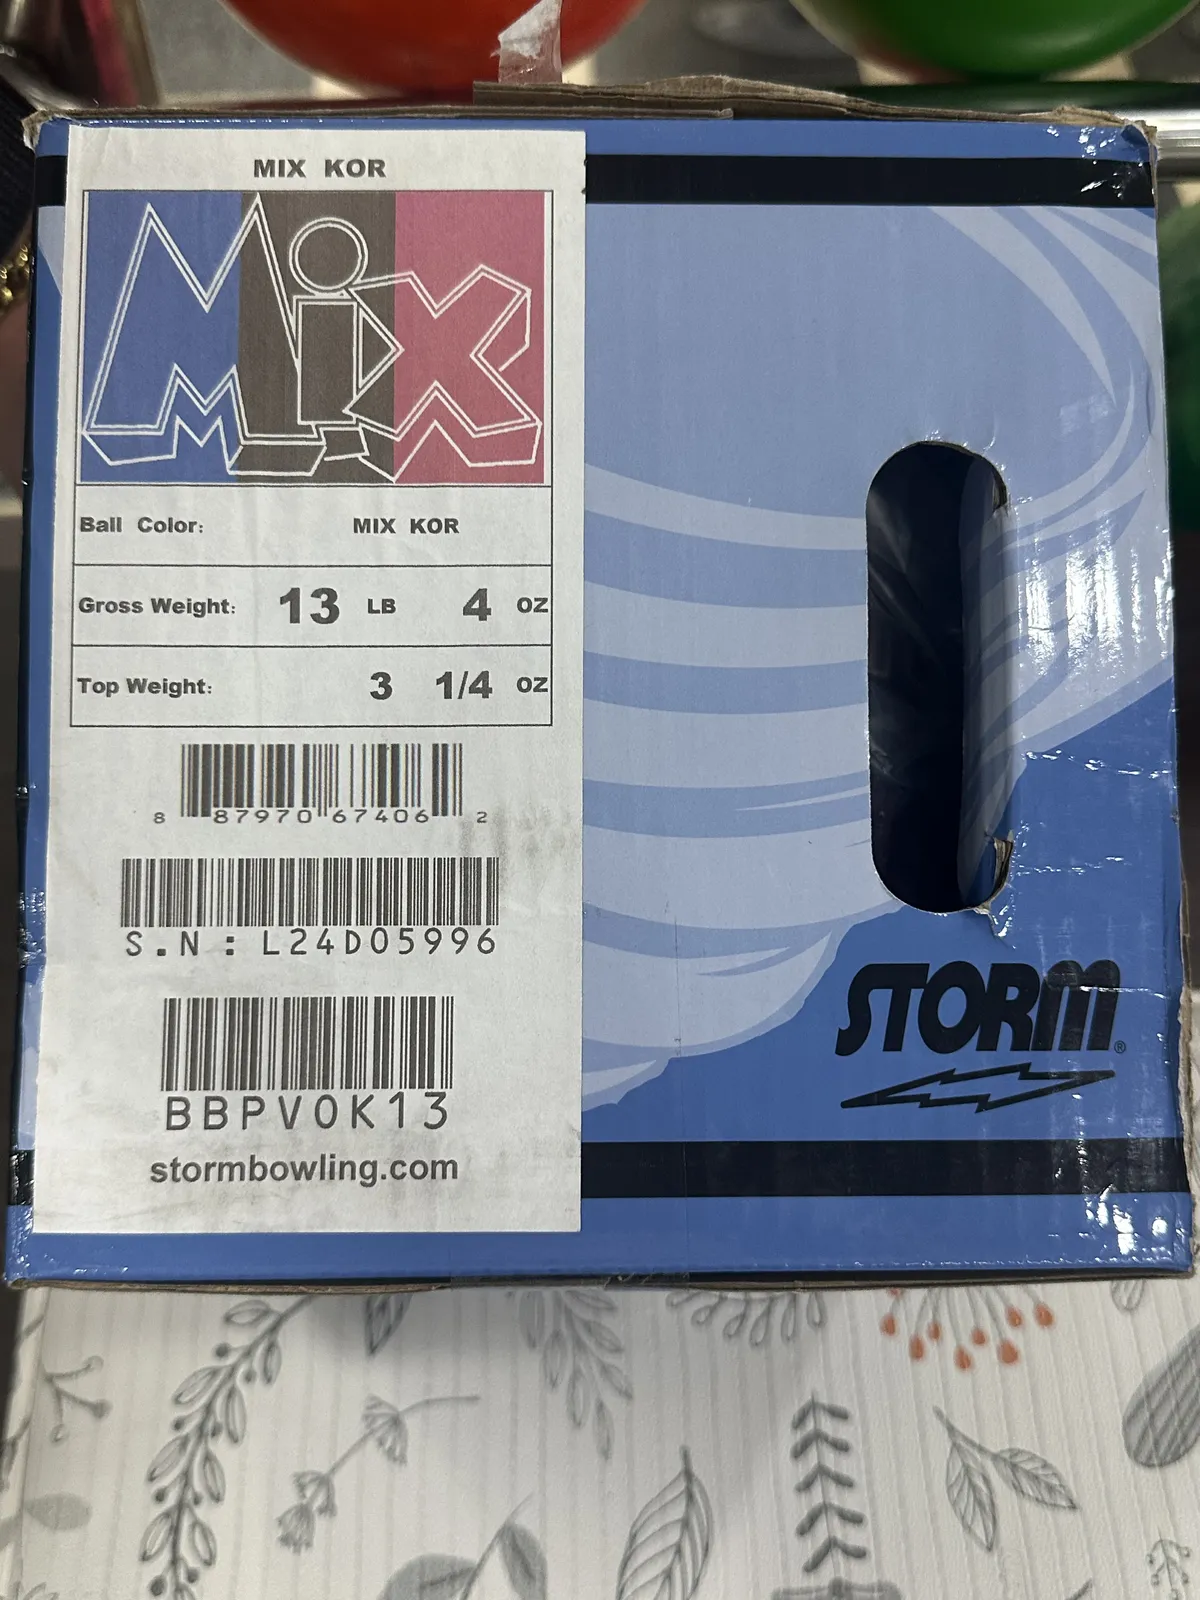 MIX KOR
MiX
Ball Color: MIX KOR
Gross Weight: 13 LB 4 OZ
Top Weight: 3 1/4 OZ
8 87970 67406 2
S.N : L24D05996
BBPVOK13
stormbowling.com
STORM®